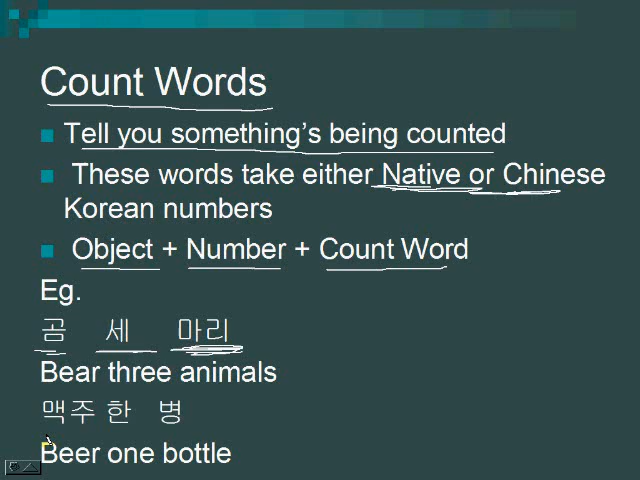 Count Words
Tell you something's being counted
These words take either Native or Chinese
Korean numbers
Object + Number + Count Word
Eg.
곰 세 마리
Bear three animals
맥주 한 병
Beer one bottle